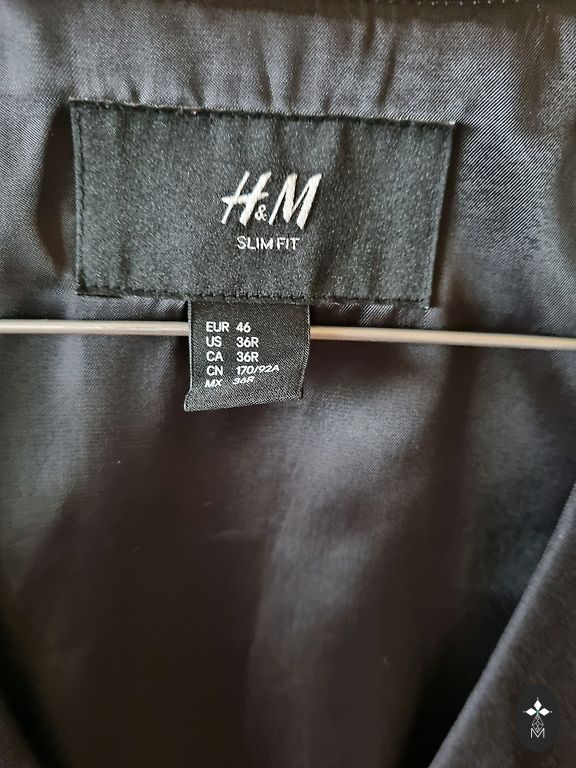 H&M
SLIM FIT
EUR 46
US 36R
CA 36R
CN 170/92A
MX 36R
M